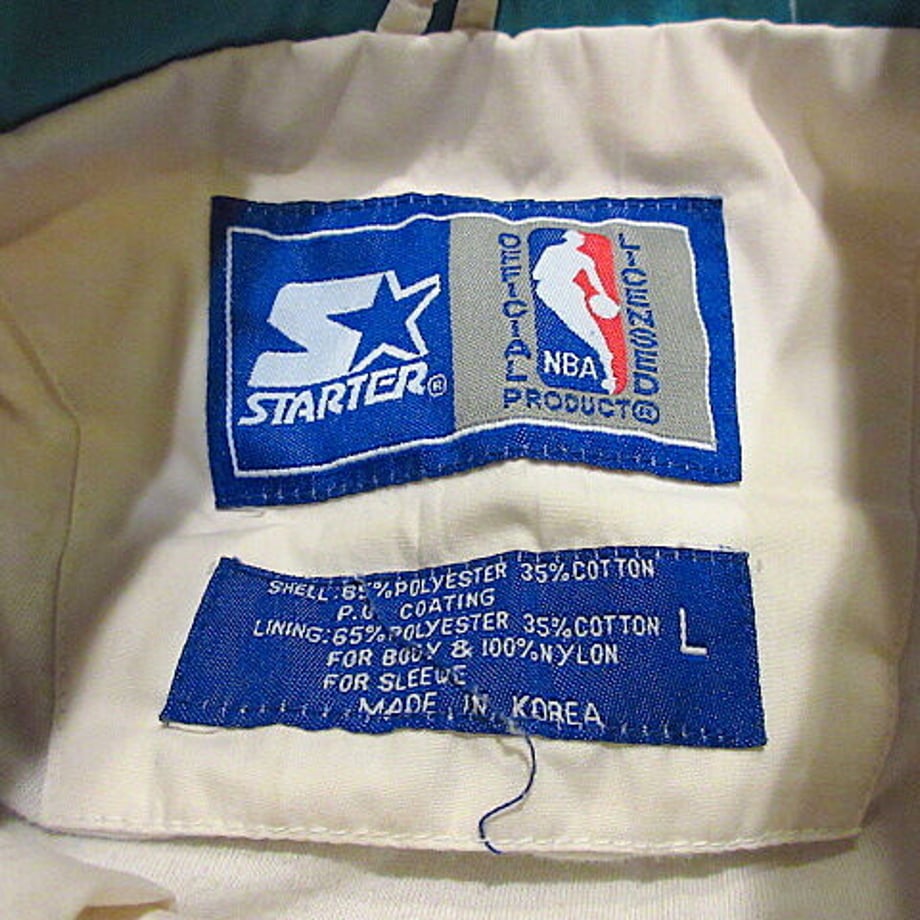 STARTER®
OFFICIAL
LICENSED
PRODUCT®
NBA
SHELL:65%POLYESTER 35%COTTON
P.U COATING
LINING:65%POLYESTER 35%COTTON
FOR BODY & 100%NYLON
FOR SLEEVE
MADE IN KOREA
L